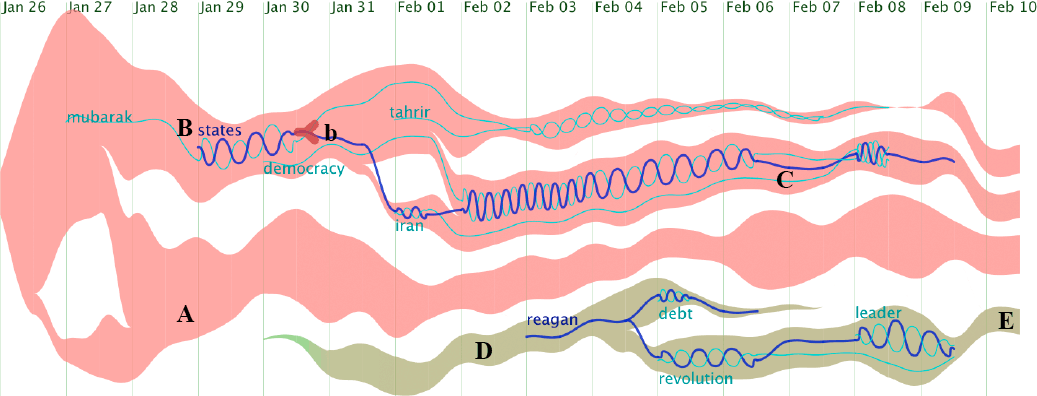 Jan 26 Jan 27 Jan 28 Jan 29 Jan 30 Jan 31 Feb 01 Feb 02 Feb 03 Feb 04 Feb 05 Feb 06 Feb 07 Feb 08 Feb 09 Feb 10
mubarak
tahrir
B
states
b
democracy
C
iran
A
reagan
debt
leader
E
D
revolution